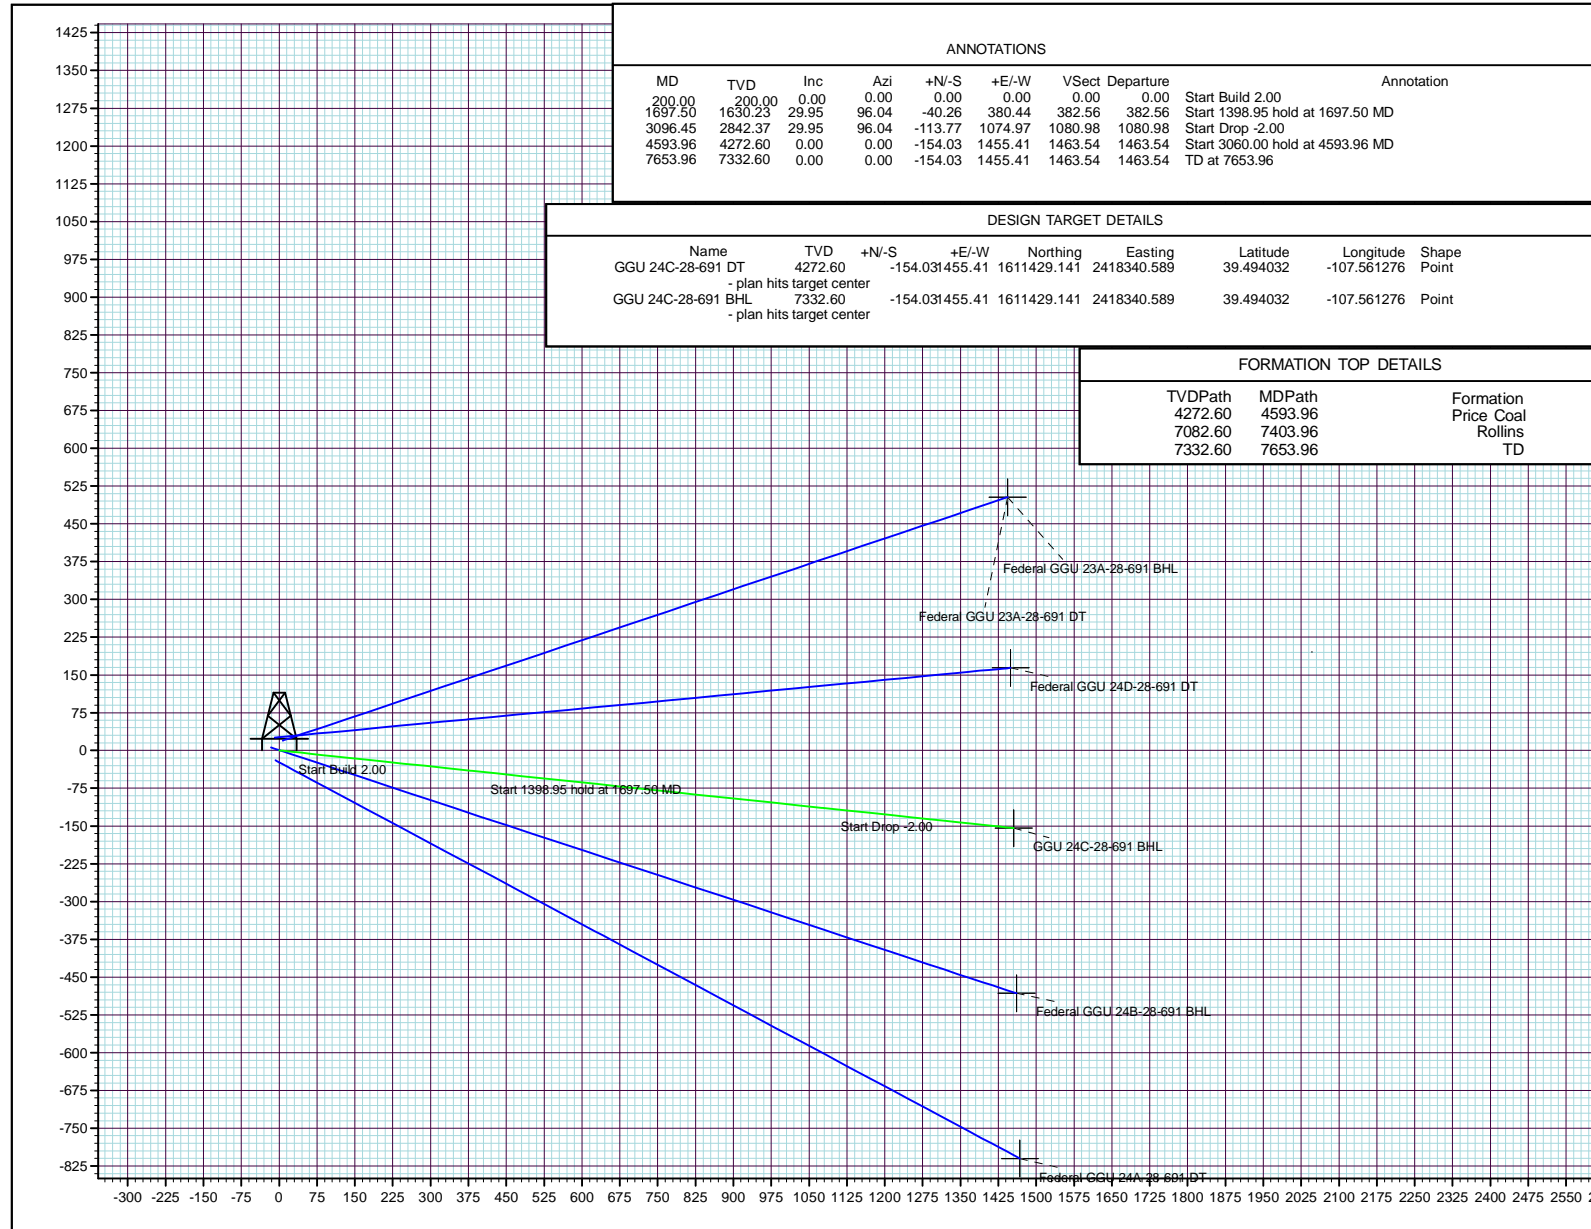 ANNOTATIONS
MD TVD Inc Azi +N/-S +E/-W VSect Departure Annotation
200.00 200.00 0.00 0.00 0.00 0.00 0.00 0.00 Start Build 2.00
1697.50 1630.23 29.95 96.04 -40.26 380.44 382.56 382.56 Start 1398.95 hold at 1697.50 MD
3096.45 2842.37 29.95 96.04 -113.77 1074.97 1080.98 1080.98 Start Drop -2.00
4593.96 4272.60 0.00 0.00 -154.03 1455.41 1463.54 1463.54 Start 3060.00 hold at 4593.96 MD
7653.96 7332.60 0.00 0.00 -154.03 1455.41 1463.54 1463.54 TD at 7653.96
DESIGN TARGET DETAILS
Name TVD +N/-S +E/-W Northing Easting Latitude Longitude Shape
GGU 24C-28-691 DT 4272.60 -154.03 1455.41 1611429.141 2418340.589 39.494032 -107.561276 Point
- plan hits target center
GGU 24C-28-691 BHL 7332.60 -154.03 1455.41 1611429.141 2418340.589 39.494032 -107.561276 Point
- plan hits target center
FORMATION TOP DETAILS
TVDPath MDPath Formation
4272.60 4593.96 Price Coal
7082.60 7403.96 Rollins
7332.60 7653.96 TD
1425
1350
1275
1200
1125
1050
975
900
825
750
675
600
525
450
375
300
225
150
75
0
-75
-150
-225
-300
-375
-450
-525
-600
-675
-750
-825
Federal GGU 23A-28-691 BHL
Federal GGU 23A-28-691 DT
Federal GGU 24D-28-691 DT
Start Build 2.00
Start 1398.95 hold at 1697.50 MD
Start Drop -2.00
GGU 24C-28-691 BHL
Federal GGU 24B-28-691 BHL
Federal GGU 24A-28-691 DT
-300 -225 -150 -75 0 75 150 225 300 375 450 525 600 675 750 825 900 975 1050 1125 1200 1275 1350 1425 1500 1575 1650 1725 1800 1875 1950 2025 2100 2175 2250 2325 2400 2475 2550